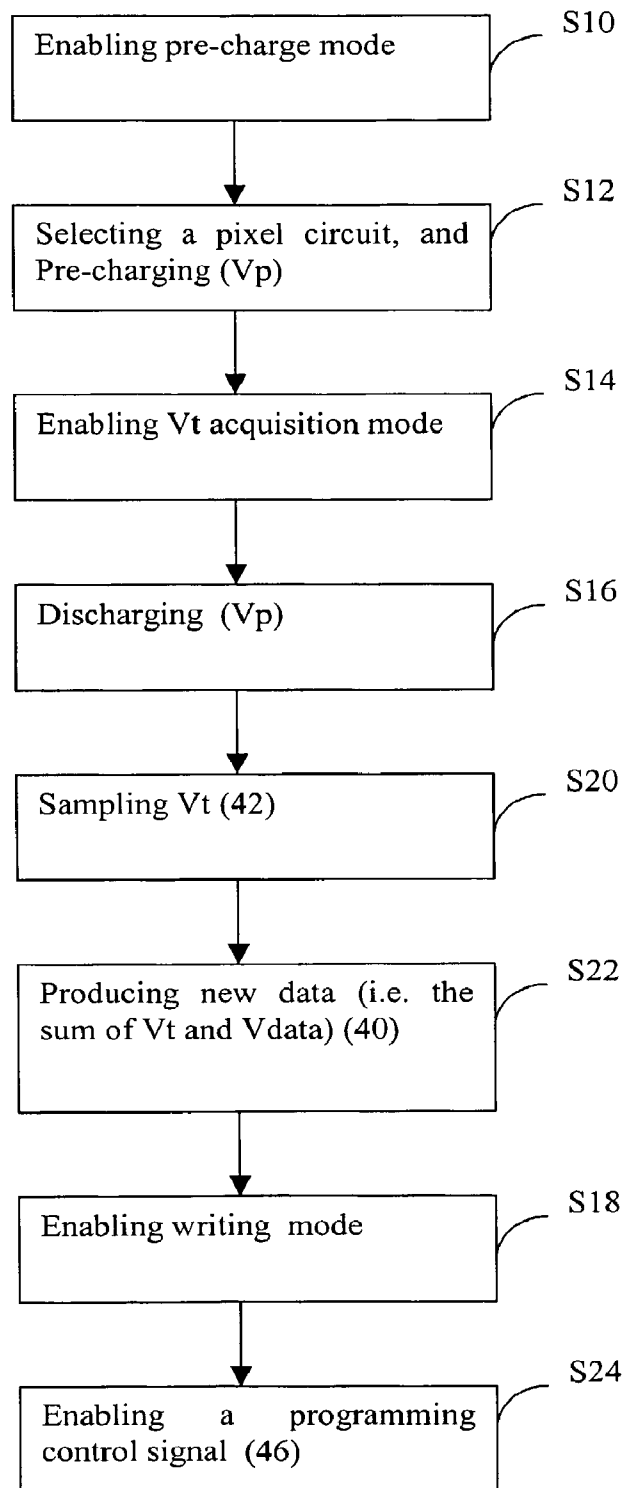 S10
Enabling pre-charge mode
S12
Selecting a pixel circuit, and
Pre-charging (Vp)
S14
Enabling Vt acquisition mode
S16
Discharging (Vp)
S20
Sampling Vt (42)
S22
Producing new data (i.e. the
sum of Vt and Vdata) (40)
S18
Enabling writing mode
S24
Enabling a programming
control signal (46)